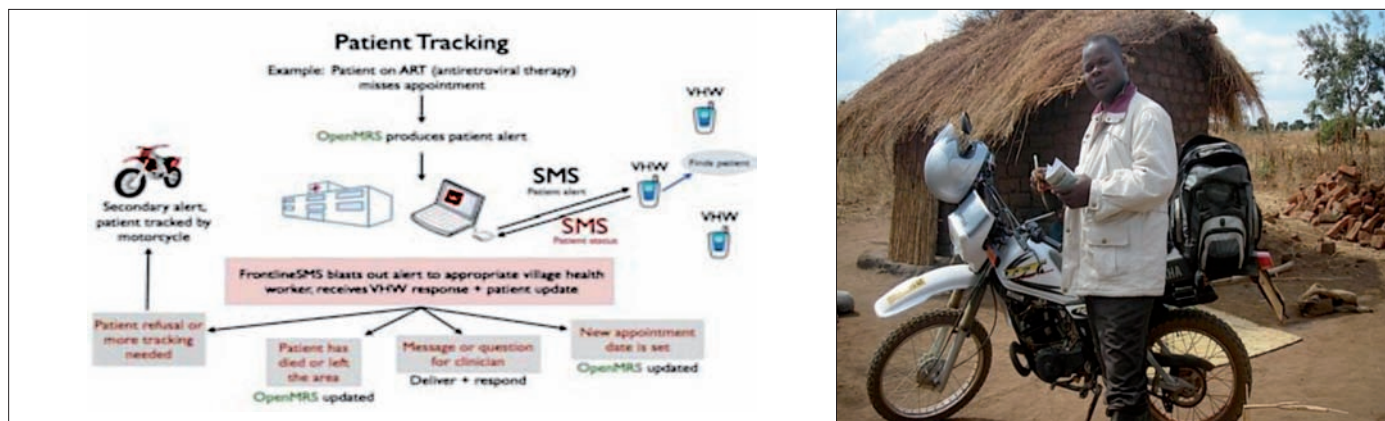 Patient Tracking
Example: Patient on ART (antiretroviral therapy)
misses appointment
OpenMRS produces patient alert
VHW
VHW
Finds patient
SMS
Patient alert
SMS
Patient status
VHW
Secondary alert,
patient tracked by
motorcycle
FrontlineSMS blasts out alert to appropriate village health
worker, receives VHW response + patient update
Patient refusal or
more tracking
needed
Patient has
died or left
the area
OpenMRS updated
Message or question
for clinician
Deliver + respond
New appointment
date is set
OpenMRS updated